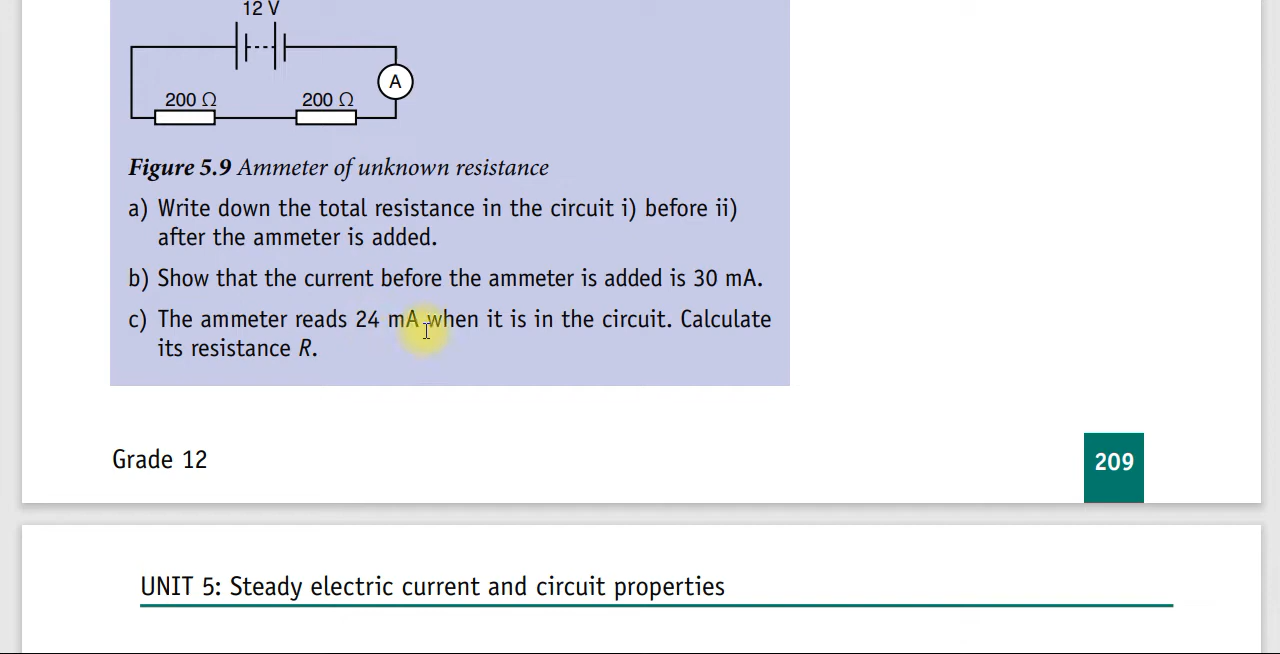 12 V
A
200 Ω 200 Ω
Figure 5.9 Ammeter of unknown resistance
a) Write down the total resistance in the circuit i) before ii)
after the ammeter is added.
b) Show that the current before the ammeter is added is 30 mA.
c) The ammeter reads 24 mA when it is in the circuit. Calculate
its resistance R.
Grade 12
209
UNIT 5: Steady electric current and circuit properties